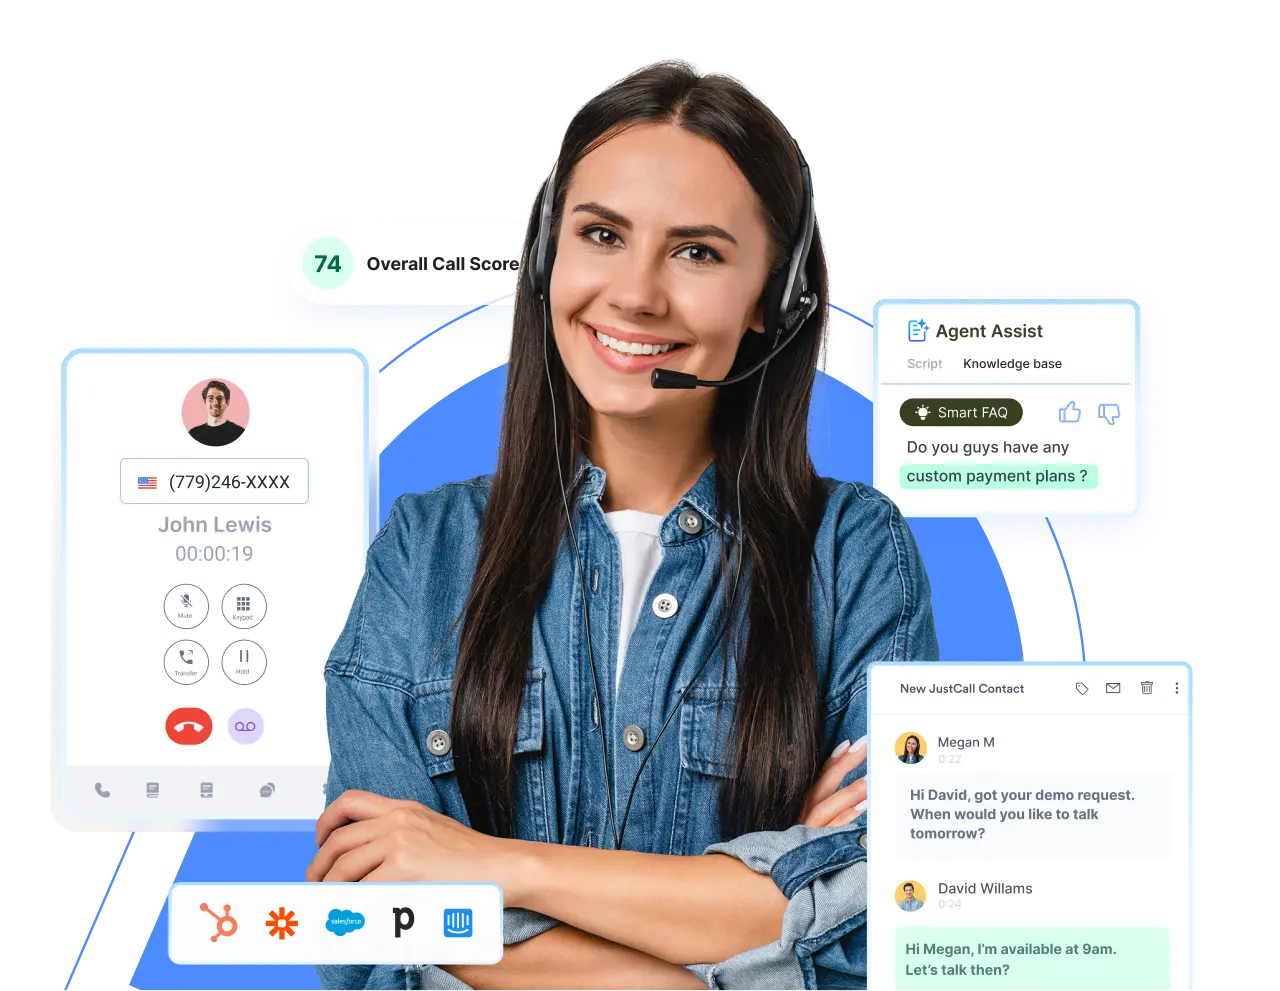 74 Overall Call Score
(779)246-XXXX
John Lewis
00:00:19
Mute
Keypad
Transfer
Hold
salesforce
p
Agent Assist
Script Knowledge base
Smart FAQ
Do you guys have any
custom payment plans ?
New JustCall Contact
Megan M
0:22
Hi David, got your demo request.
When would you like to talk
tomorrow?
David Willams
0:24
Hi Megan, I'm available at 9am.
Let's talk then?